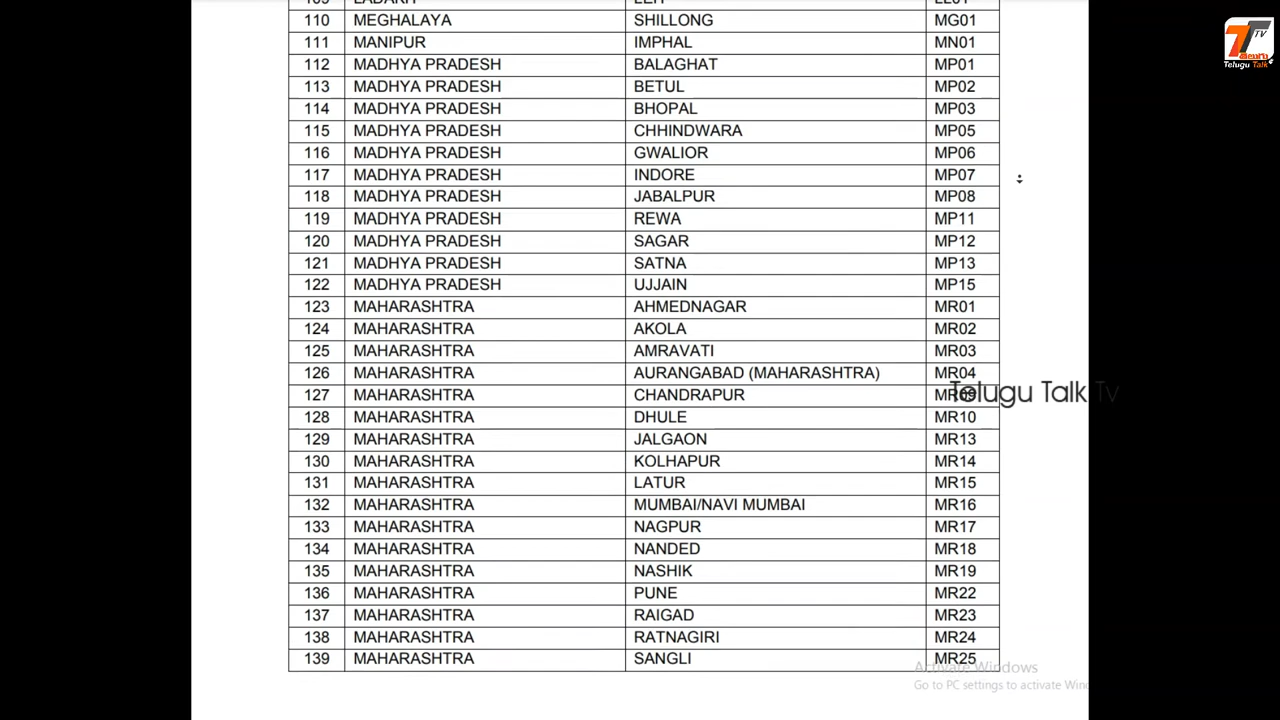 110 MEGHALAYA SHILLONG MG01
111 MANIPUR IMPHAL MN01
112 MADHYA PRADESH BALAGHAT MP01
113 MADHYA PRADESH BETUL MP02
114 MADHYA PRADESH BHOPAL MP03
115 MADHYA PRADESH CHHINDWARA MP05
116 MADHYA PRADESH GWALIOR MP06
117 MADHYA PRADESH INDORE MP07
118 MADHYA PRADESH JABALPUR MP08
119 MADHYA PRADESH REWA MP11
120 MADHYA PRADESH SAGAR MP12
121 MADHYA PRADESH SATNA MP13
122 MADHYA PRADESH UJJAIN MP15
123 MAHARASHTRA AHMEDNAGAR MR01
124 MAHARASHTRA AKOLA MR02
125 MAHARASHTRA AMRAVATI MR03
126 MAHARASHTRA AURANGABAD (MAHARASHTRA) MR04
127 MAHARASHTRA CHANDRAPUR MR09
128 MAHARASHTRA DHULE MR10
129 MAHARASHTRA JALGAON MR13
130 MAHARASHTRA KOLHAPUR MR14
131 MAHARASHTRA LATUR MR15
132 MAHARASHTRA MUMBAI/NAVI MUMBAI MR16
133 MAHARASHTRA NAGPUR MR17
134 MAHARASHTRA NANDED MR18
135 MAHARASHTRA NASHIK MR19
136 MAHARASHTRA PUNE MR22
137 MAHARASHTRA RAIGAD MR23
138 MAHARASHTRA RATNAGIRI MR24
139 MAHARASHTRA SANGLI MR25
Telugu Talk Tv
Activate Windows
Go to PC settings to activate
TV
Telugu Talk